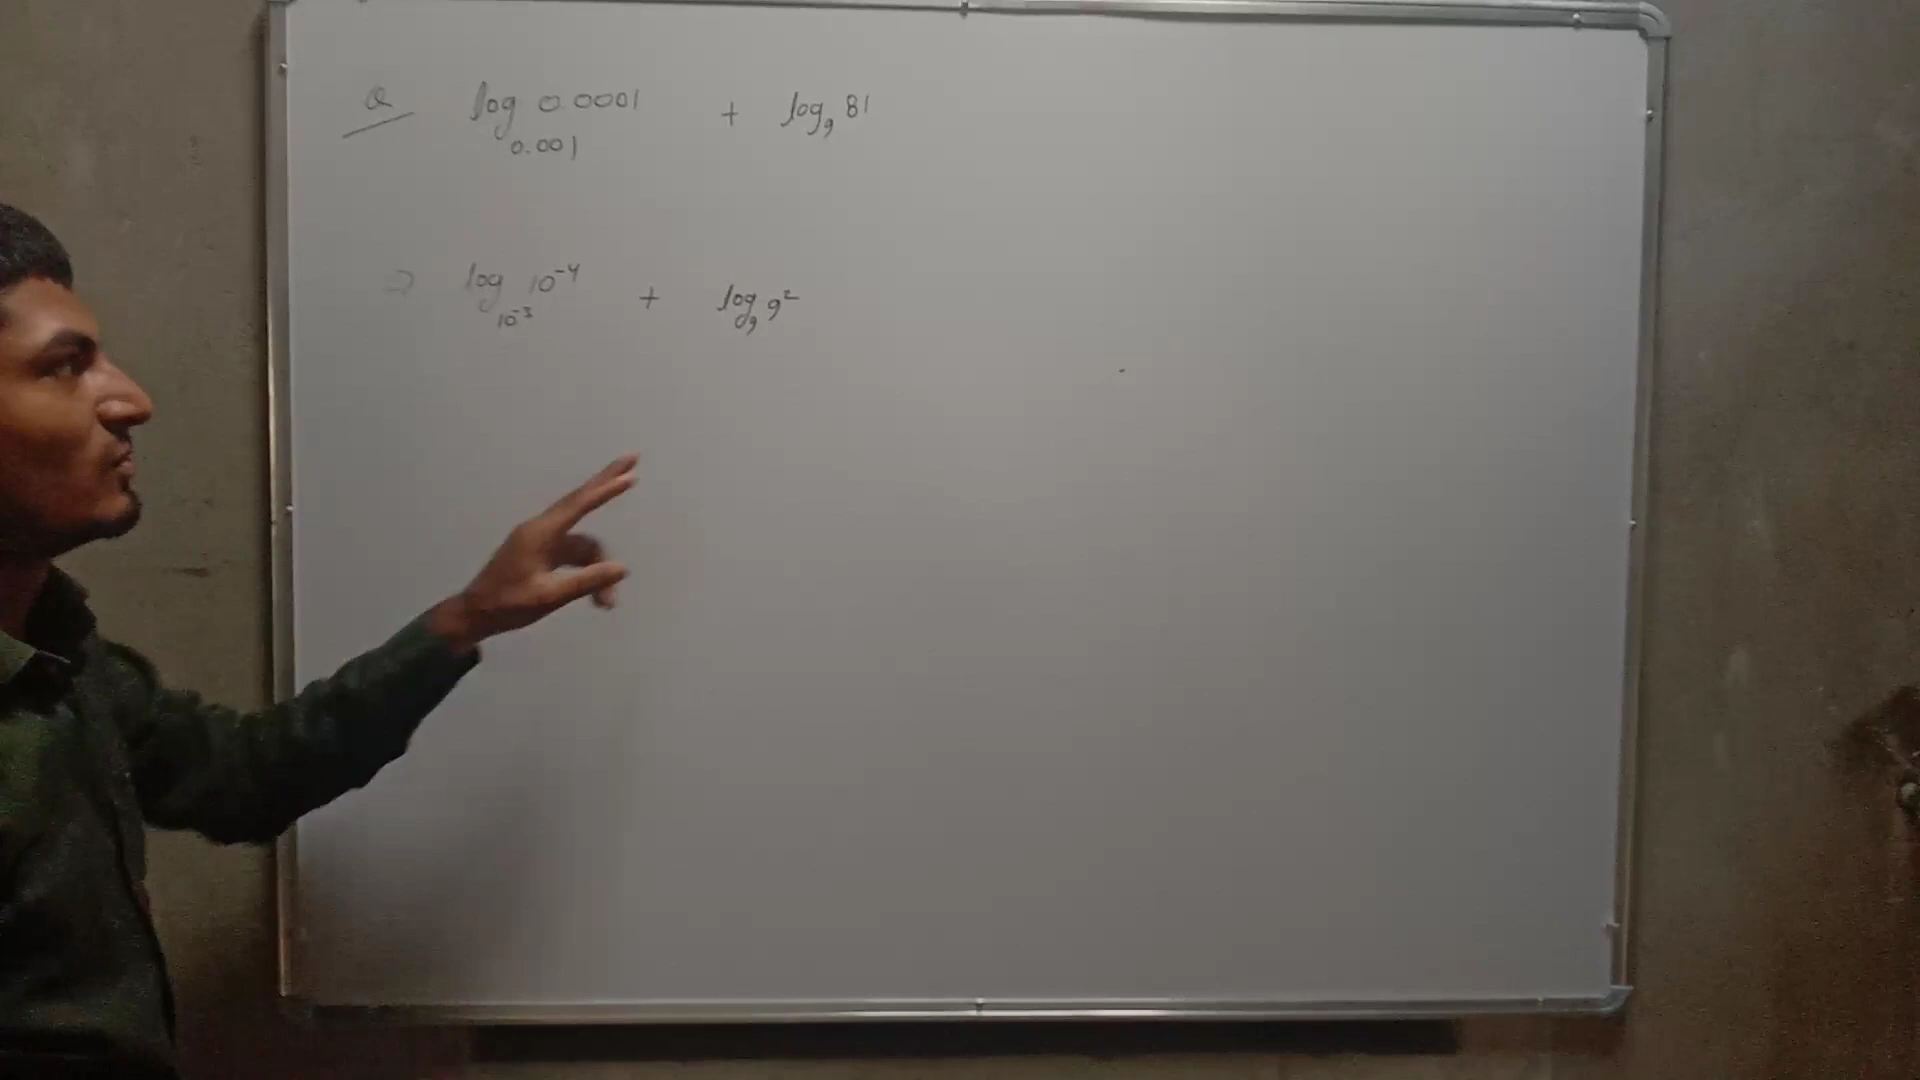 Q log₀.₀₀₁ 0.0001 + log₉ 81
⇒ log₁₀⁻³ 10⁻⁴ + log₉ 9²